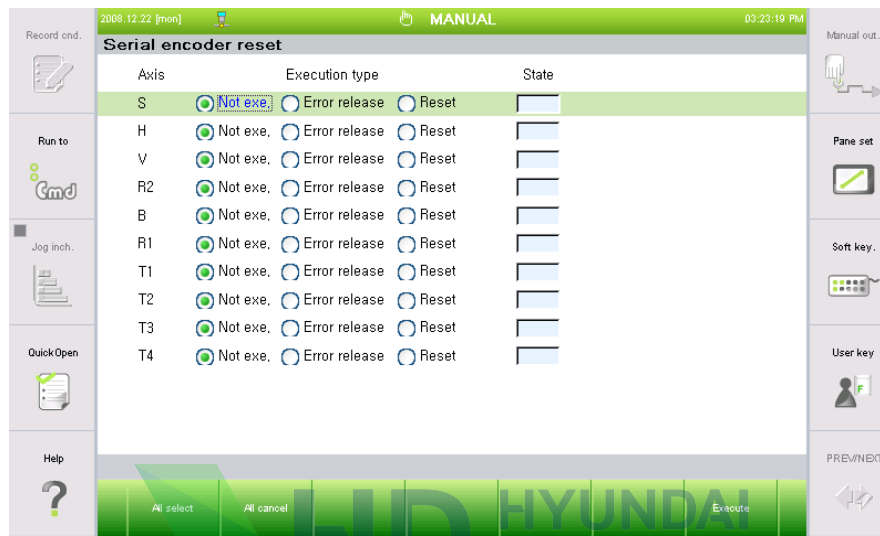 2008.12.22 [mon] MANUAL 03:23:19 PM
Serial encoder reset
Axis Execution type State
S Not exe, Error release Reset
H Not exe, Error release Reset
V Not exe, Error release Reset
R2 Not exe, Error release Reset
B Not exe, Error release Reset
R1 Not exe, Error release Reset
T1 Not exe, Error release Reset
T2 Not exe, Error release Reset
T3 Not exe, Error release Reset
T4 Not exe, Error release Reset
Record cnd.
Run to
Cmd
Jog inch.
Quick Open
Help
?
Manual out.
Pane set
Soft key.
User key
F
PREV/NEXT
All select All cancel Execute
HD HYUNDAI